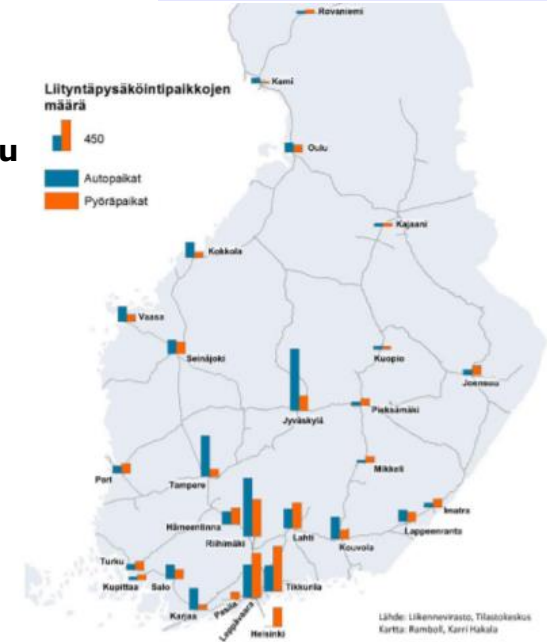 Rovaniemi
Kemi
Liityntäpysäköintipaikkojen
määrä
450
u
Oulu
Autopaikat
Pyöräpaikat
Kajaani
Kokkola
Vaasa
Seinäjoki
Kuopio
Joensuu
Jyväskylä
Pieksämäki
Pori
Tampere
Mikkeli
Hämeenlinna
Imatra
Riihimäki
Lahti
Lappeenranta
Kouvola
Turku
Kupittaa
Salo
Tikkurila
Karjaa
Pasila
Leppävaara
Helsinki
Lähde: Liikennevirasto, Tilastokeskus
Kartta: Ramboll, Karri Hakala